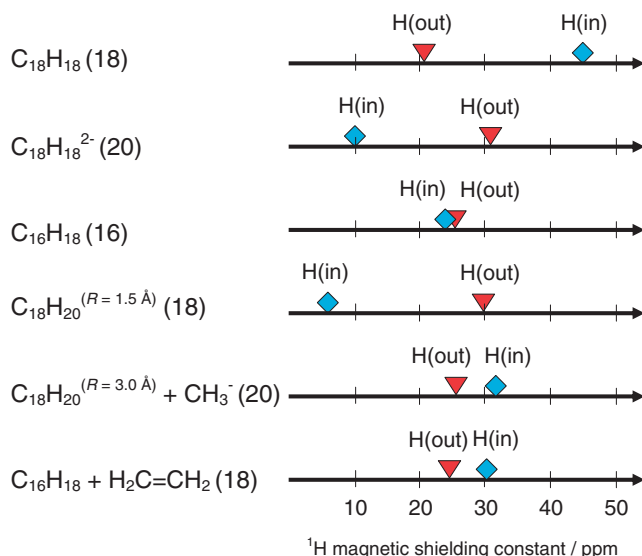 H(out) H(in)
C₁₈H₁₈ (18)
H(in) H(out)
C₁₈H₁₈²⁻ (20)
H(in) H(out)
C₁₆H₁₈ (16)
H(in) H(out)
C₁₈H₂₀⁽ᴿ ⁼ ¹·⁵ Å⁾ (18)
H(out) H(in)
C₁₈H₂₀⁽ᴿ ⁼ ³·⁰ Å⁾ + CH₃⁻ (20)
H(out) H(in)
C₁₆H₁₈ + H₂C=CH₂ (18)
10 20 30 40 50
¹H magnetic shielding constant / ppm